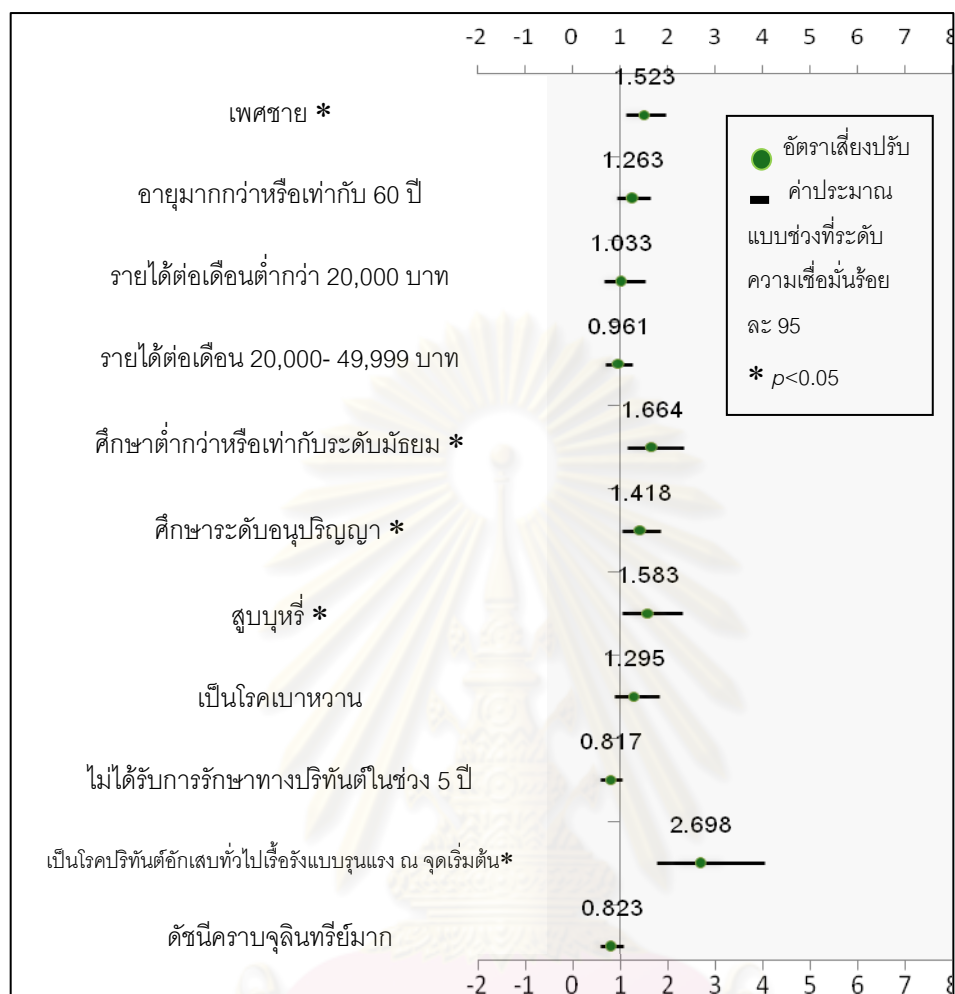 -2 -1 0 1 2 3 4 5 6 7 8
1.523
เพศชาย *
1.263
อายุมากกว่าหรือเท่ากับ 60 ปี
1.033
รายได้ต่อเดือนต่ำกว่า 20,000 บาท
0.961
รายได้ต่อเดือน 20,000- 49,999 บาท
1.664
ศึกษาต่ำกว่าหรือเท่ากับระดับมัธยม *
1.418
ศึกษาระดับอนุปริญญา *
1.583
สูบบุหรี่ *
1.295
เป็นโรคเบาหวาน
0.817
ไม่ได้รับการรักษาทางปริทันต์ในช่วง 5 ปี
2.698
เป็นโรคปริทันต์อักเสบทั่วไปเรื้อรังแบบรุนแรง ณ จุดเริ่มต้น*
0.823
ดัชนีคราบจุลินทรีย์มาก
-2 -1 0 1 2 3 4 5 6 7 8
อัตราเสี่ยงปรับ
ค่าประมาณ
แบบช่วงที่ระดับ
ความเชื่อมั่นร้อย
ละ 95
* p<0.05